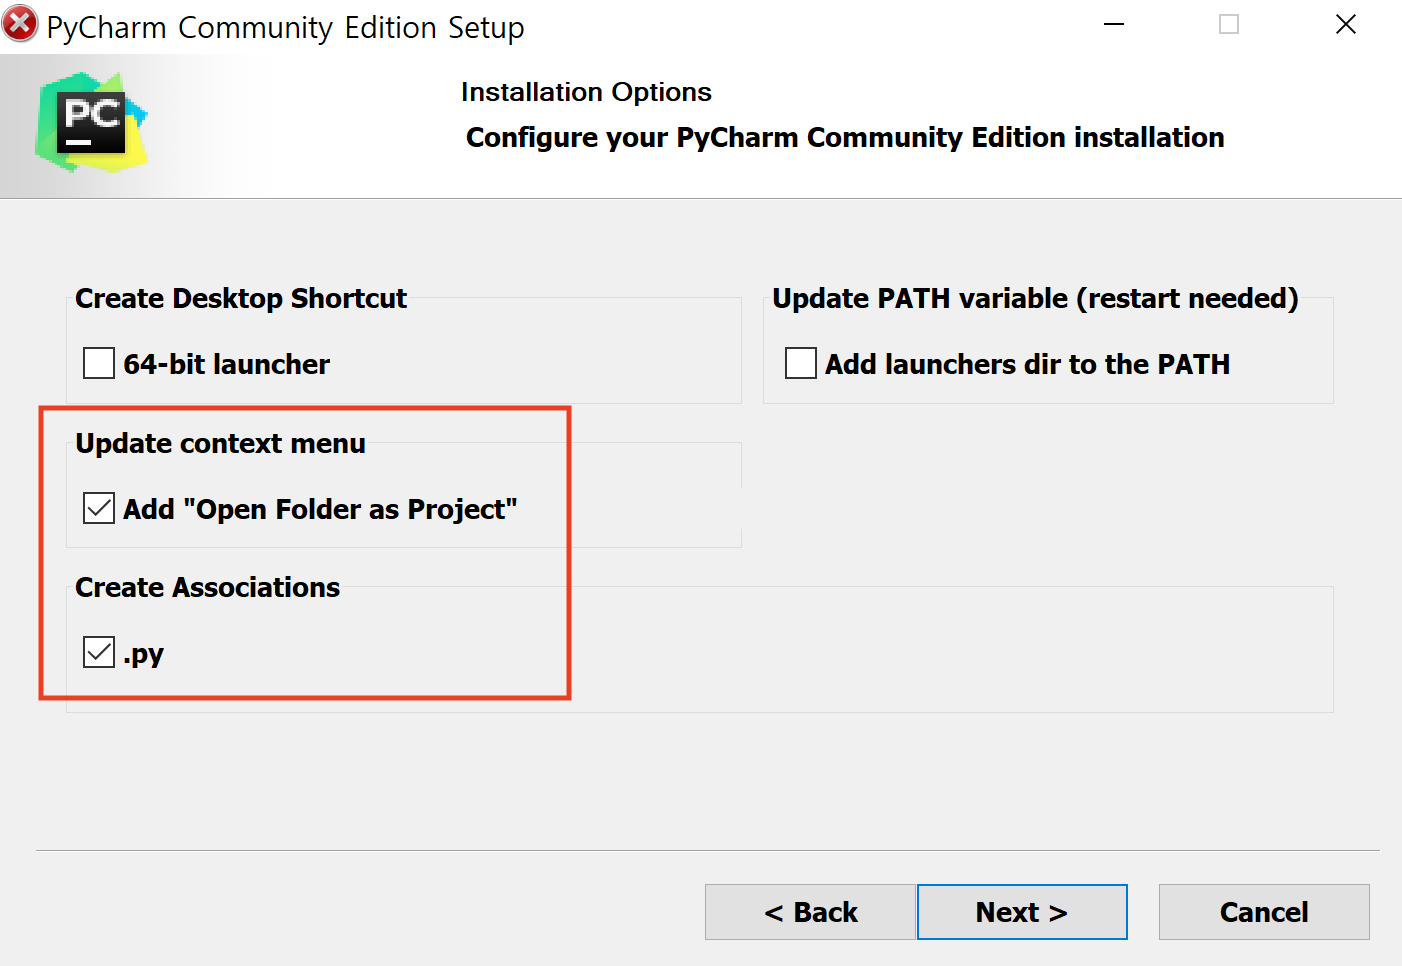 PyCharm Community Edition Setup
PC
Installation Options
Configure your PyCharm Community Edition installation
Create Desktop Shortcut
64-bit launcher
Update PATH variable (restart needed)
Add launchers dir to the PATH
Update context menu
Add "Open Folder as Project"
Create Associations
.py
< Back
Next >
Cancel